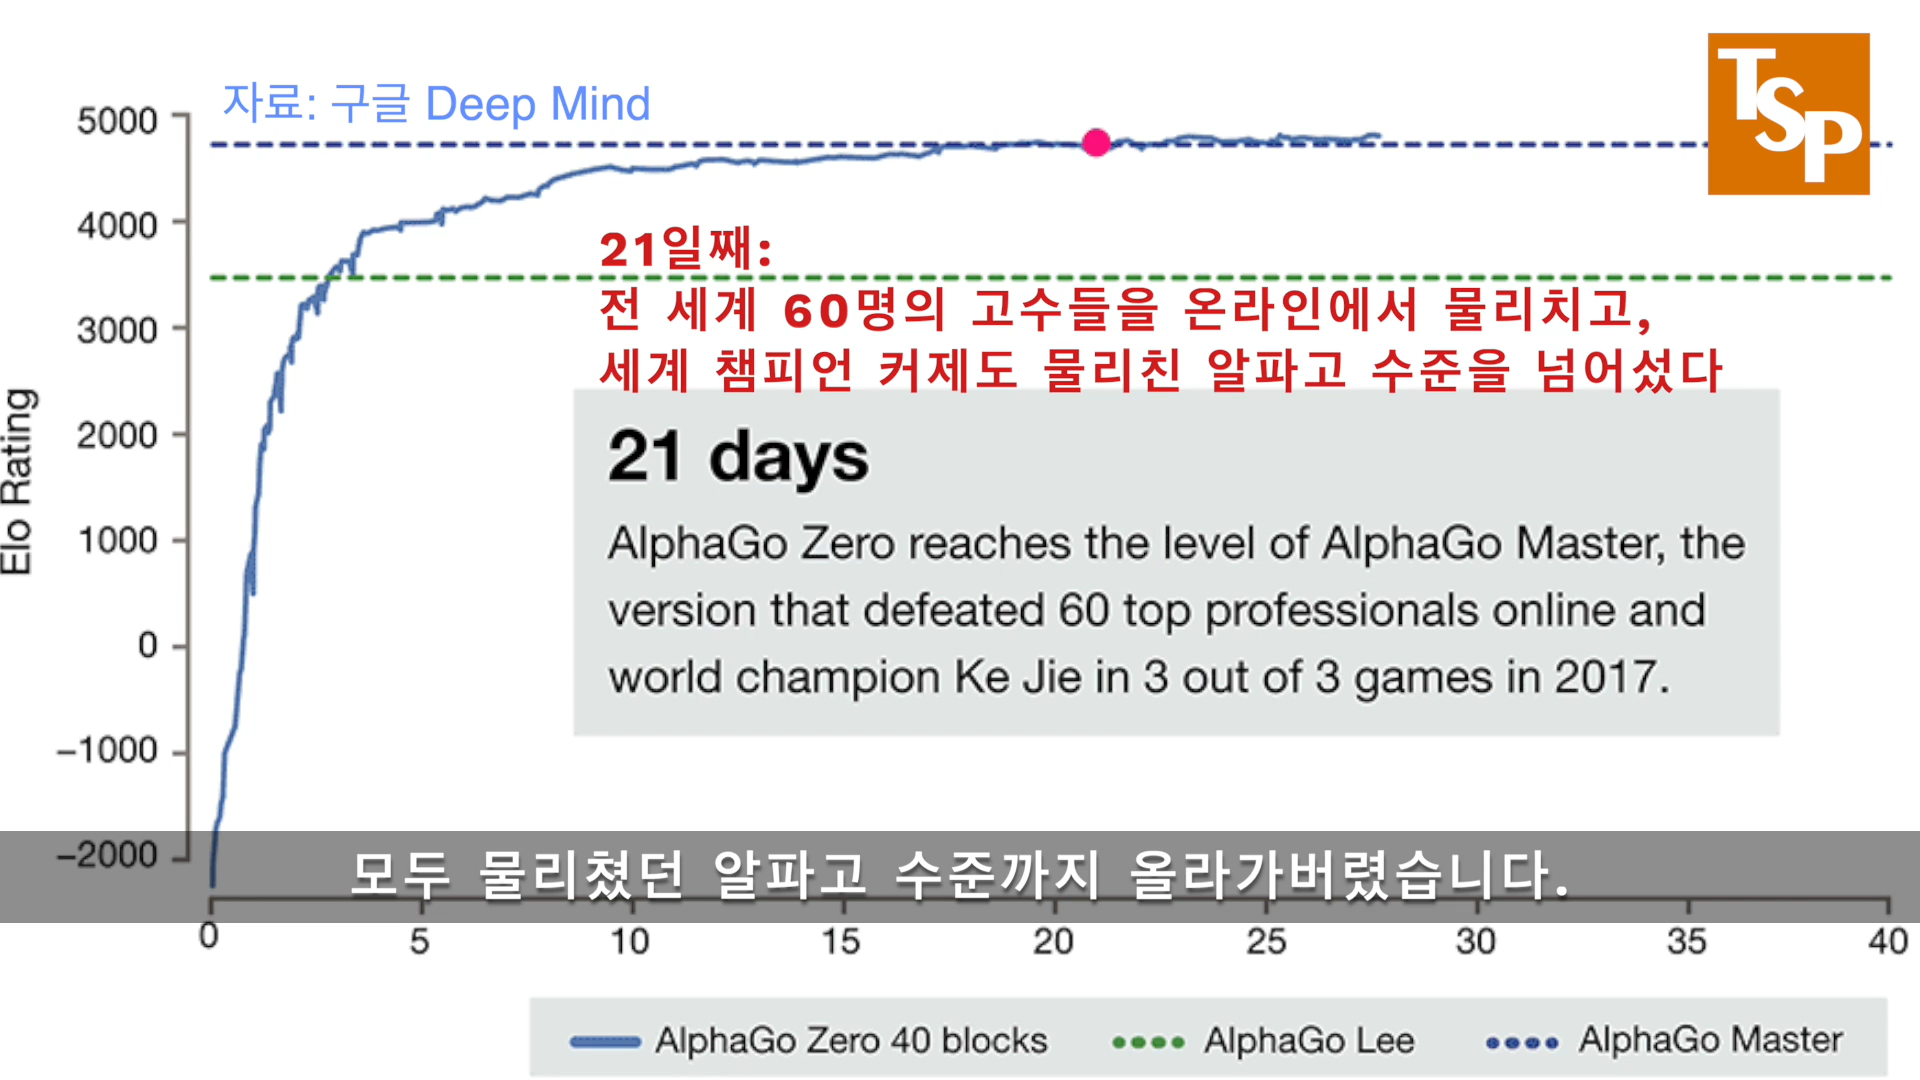 자료: 구글 Deep Mind
TSP
5000
4000
3000
2000
1000
0
−1000
−2000
Elo Rating
21일째:
전 세계 60명의 고수들을 온라인에서 물리치고,
세계 챔피언 커제도 물리친 알파고 수준을 넘어섰다
21 days
AlphaGo Zero reaches the level of AlphaGo Master, the
version that defeated 60 top professionals online and
world champion Ke Jie in 3 out of 3 games in 2017.
모두 물리쳤던 알파고 수준까지 올라가버렸습니다.
0 5 10 15 20 25 30 35 40
AlphaGo Zero 40 blocks AlphaGo Lee AlphaGo Master